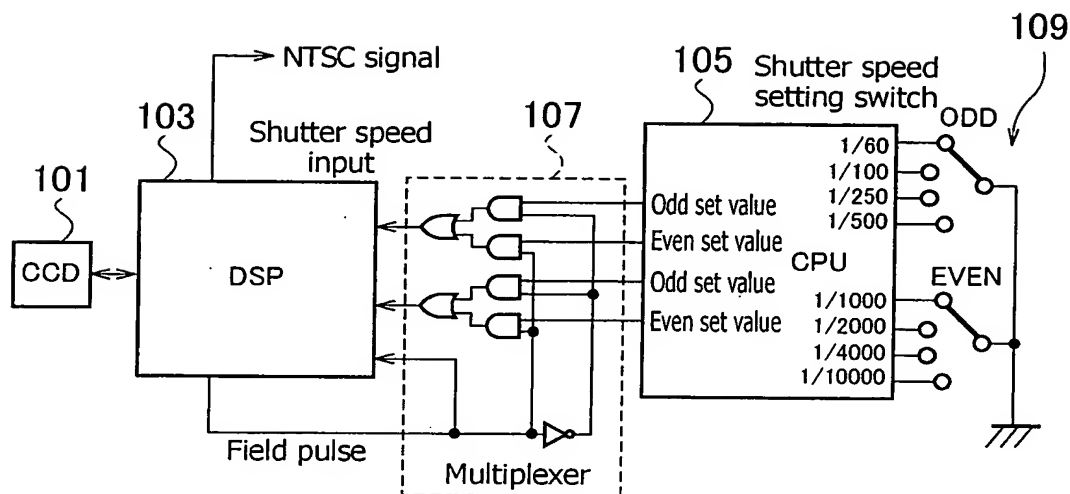 NTSC signal
103
Shutter speed
input
101
CCD
DSP
Field pulse
107
Multiplexer
105
Shutter speed
setting switch
109
Odd set value
Even set value
Odd set value
Even set value
CPU
ODD
1/60
1/100
1/250
1/500
EVEN
1/1000
1/2000
1/4000
1/10000